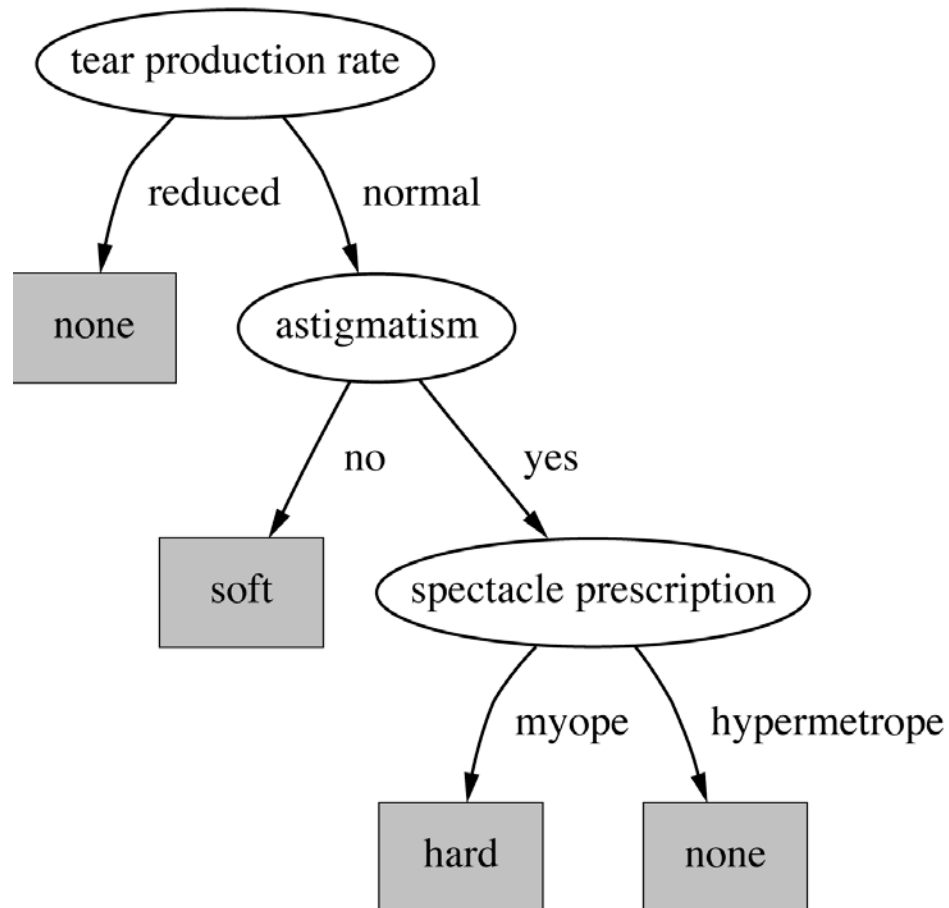 tear production rate
reduced
normal
none
astigmatism
no
yes
soft
spectacle prescription
myope
hypermetrope
hard
none